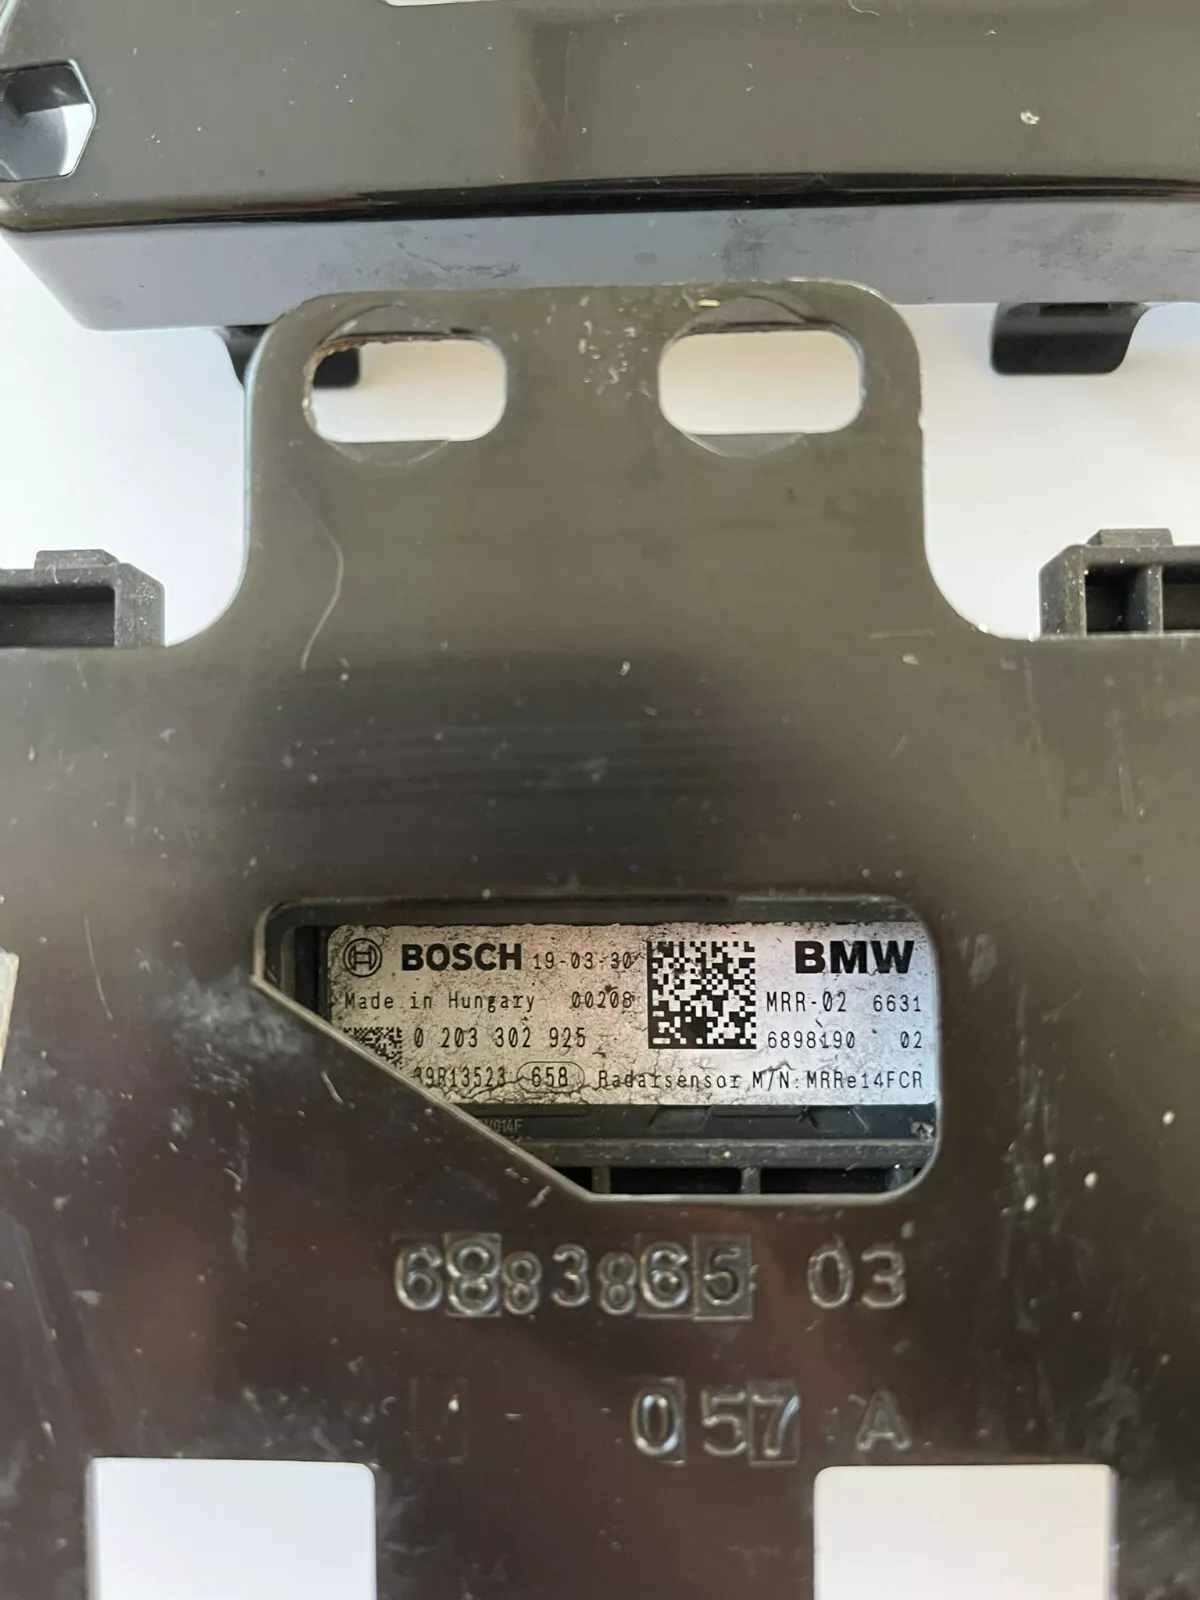 BOSCH 19-03-30 BMW
Made in Hungary 00208 MRR-02 6631
0 203 302 925 6898190 02
39R13523 658 Radarsensor M/N: MRRe14FCR
6883865 03
057 A